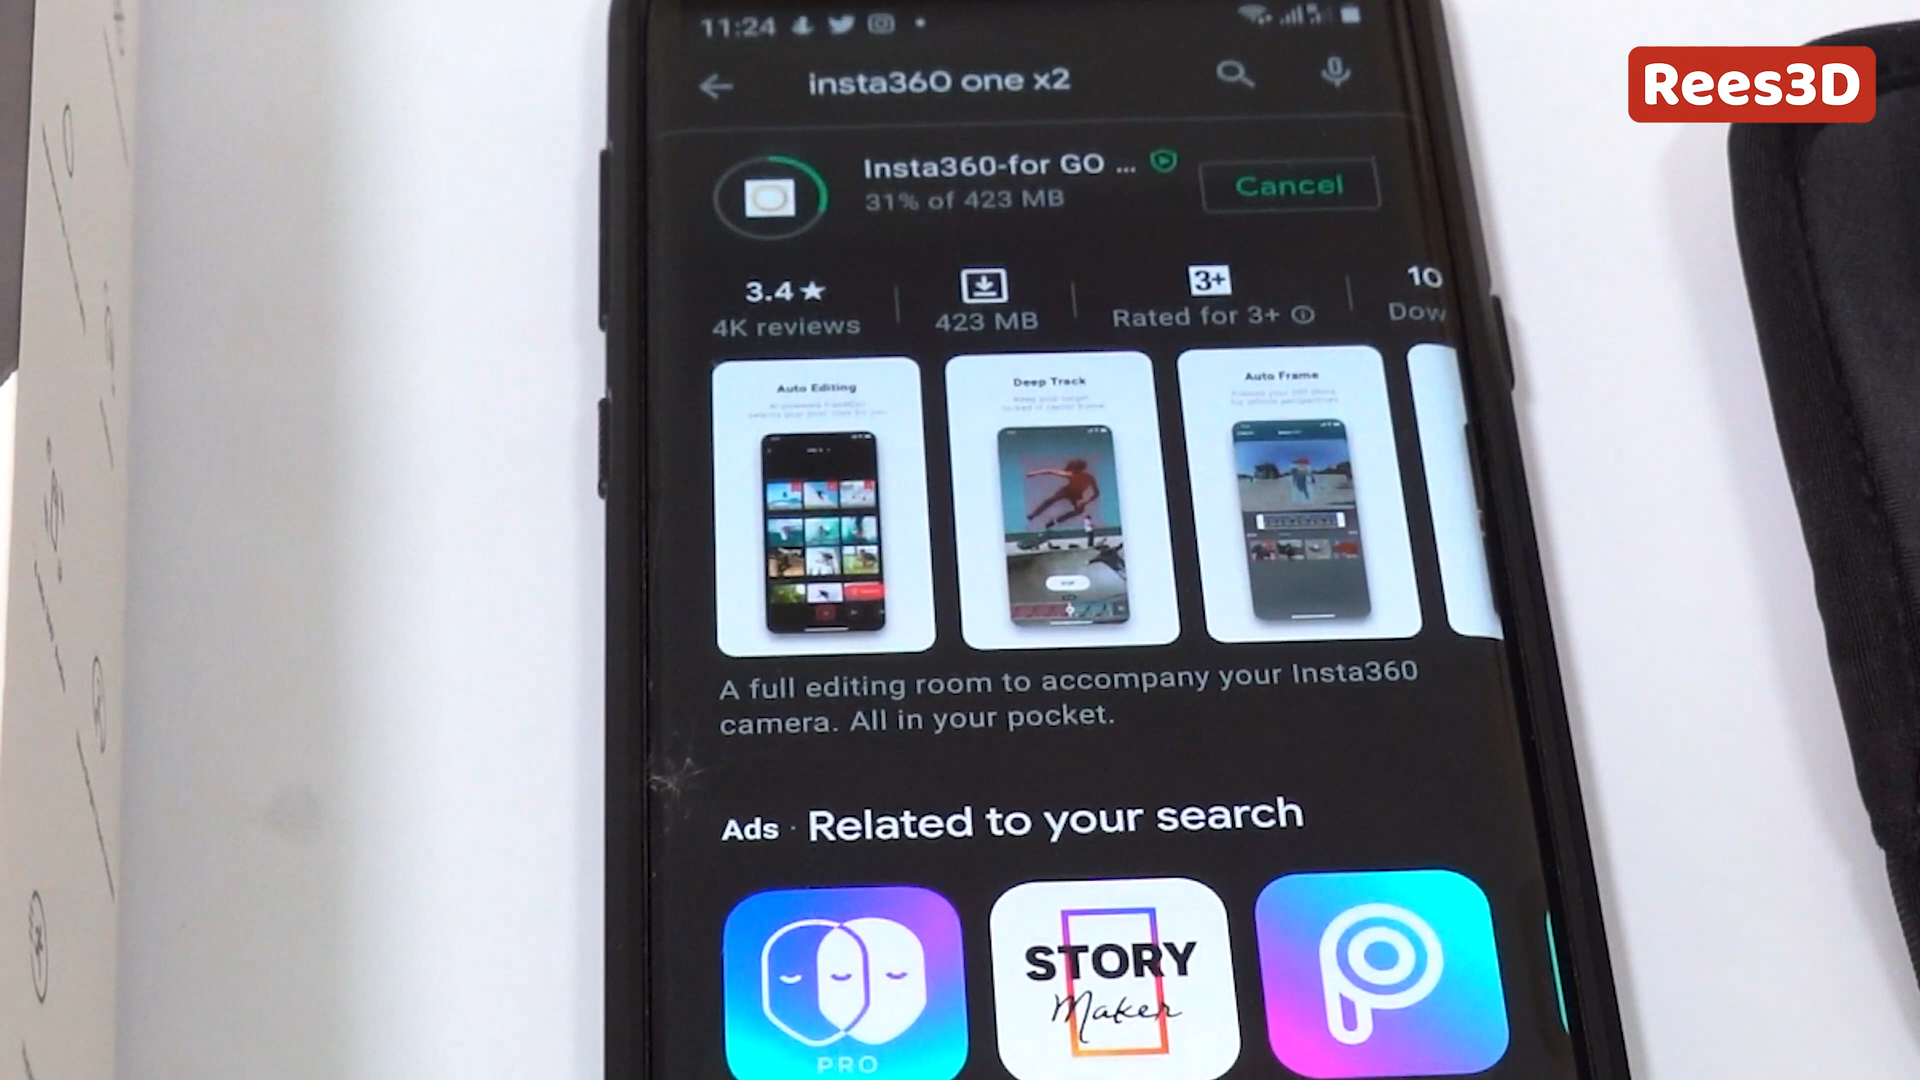 11:24
Rees3D
insta360 one x2
Insta360-for GO ...
31% of 423 MB
Cancel
3.4★
4K reviews
423 MB
3+
Rated for 3+
10
Dow
Auto Editing
Deep Track
Auto Frame
A full editing room to accompany your Insta360
camera. All in your pocket.
Ads · Related to your search
PRO
STORY
Maker